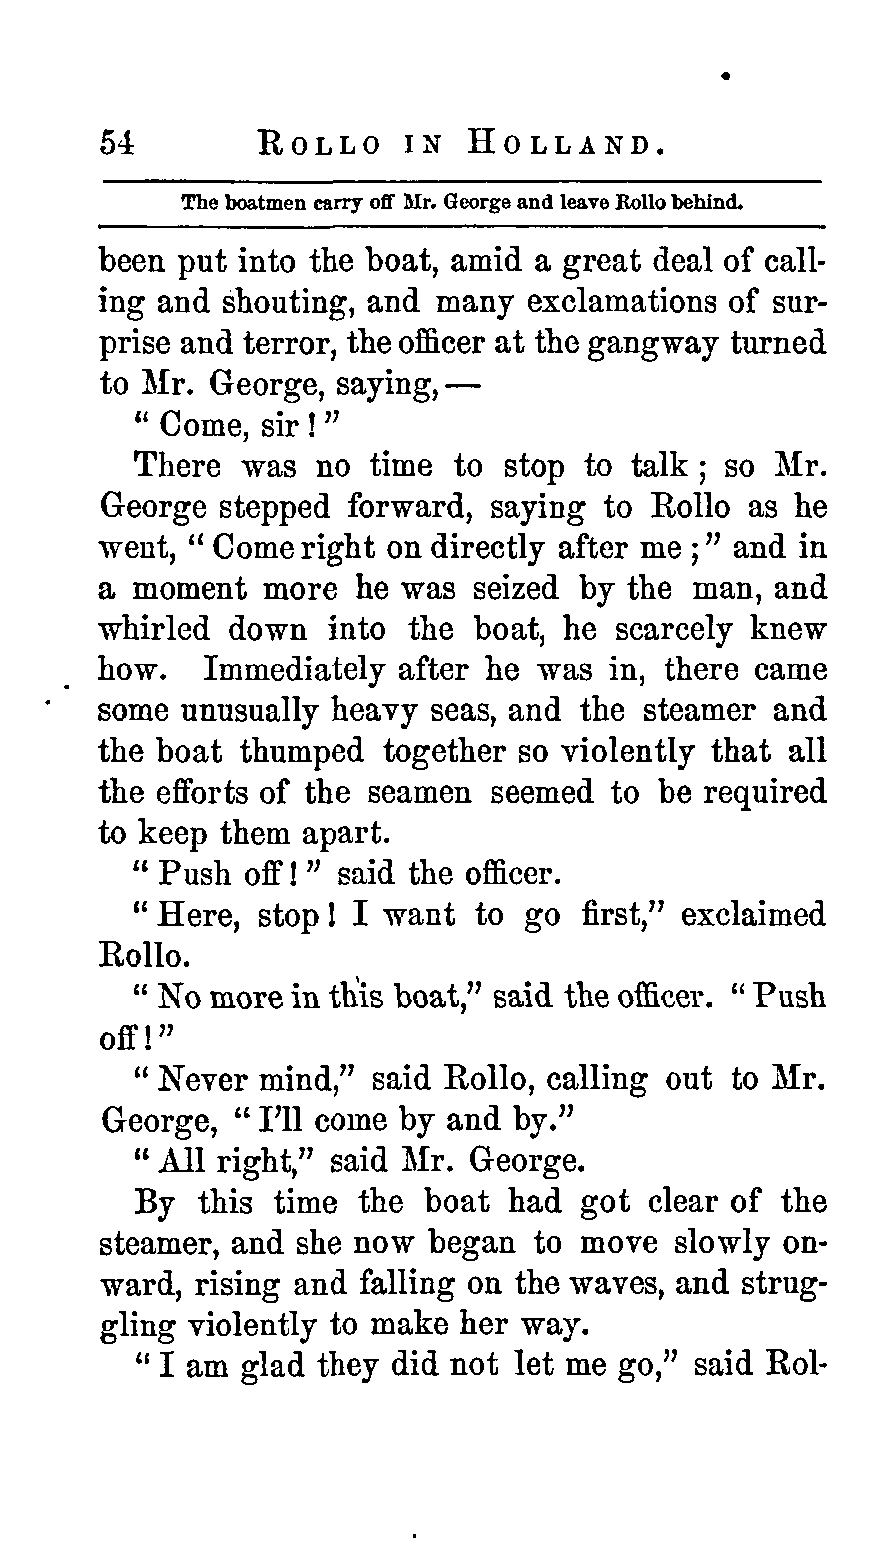 54 ROLLO IN HOLLAND.
The boatmen carry off Mr. George and leave Rollo behind.
been put into the boat, amid a great deal of call-
ing and shouting, and many exclamations of sur-
prise and terror, the officer at the gangway turned
to Mr. George, saying,—
“ Come, sir ! ”
There was no time to stop to talk ; so Mr.
George stepped forward, saying to Rollo as he
went, “ Come right on directly after me ; ” and in
a moment more he was seized by the man, and
whirled down into the boat, he scarcely knew
how. Immediately after he was in, there came
some unusually heavy seas, and the steamer and
the boat thumped together so violently that all
the efforts of the seamen seemed to be required
to keep them apart.
“ Push off ! ” said the officer.
“ Here, stop ! I want to go first,” exclaimed
Rollo.
“ No more in this boat,” said the officer. “ Push
off ! ”
“ Never mind,” said Rollo, calling out to Mr.
George, “ I’ll come by and by.”
“ All right,” said Mr. George.
By this time the boat had got clear of the
steamer, and she now began to move slowly on-
ward, rising and falling on the waves, and strug-
gling violently to make her way.
“ I am glad they did not let me go,” said Rol-